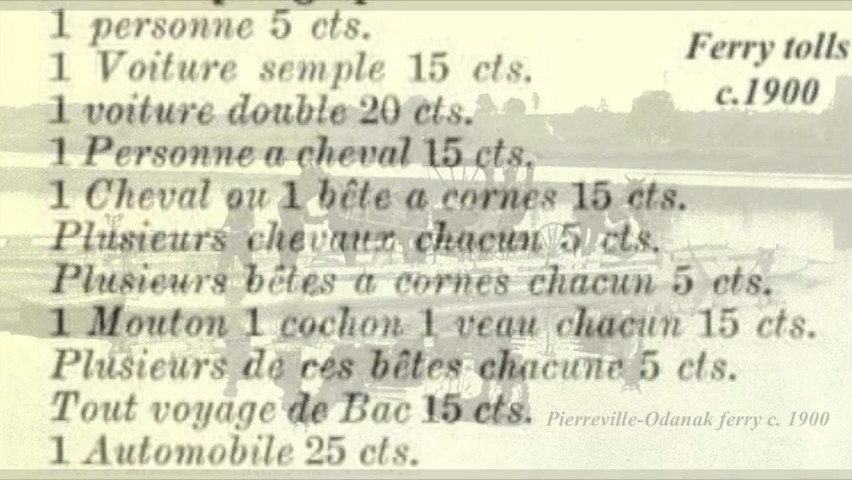 1 personne 5 cts.
1 Voiture semple 15 cts.
1 voiture double 20 cts.
1 Personne a cheval 15 cts.
1 Cheval ou 1 bête a cornes 15 cts.
Plusieurs chevaux chacun 5 cts.
Plusieurs bêtes a cornes chacun 5 cts.
1 Mouton 1 cochon 1 veau chacun 15 cts.
Plusieurs de ces bêtes chacune 5 cts.
Tout voyage de Bac 15 cts.
1 Automobile 25 cts.
Ferry tolls
c.1900
Pierreville-Odanak ferry c. 1900